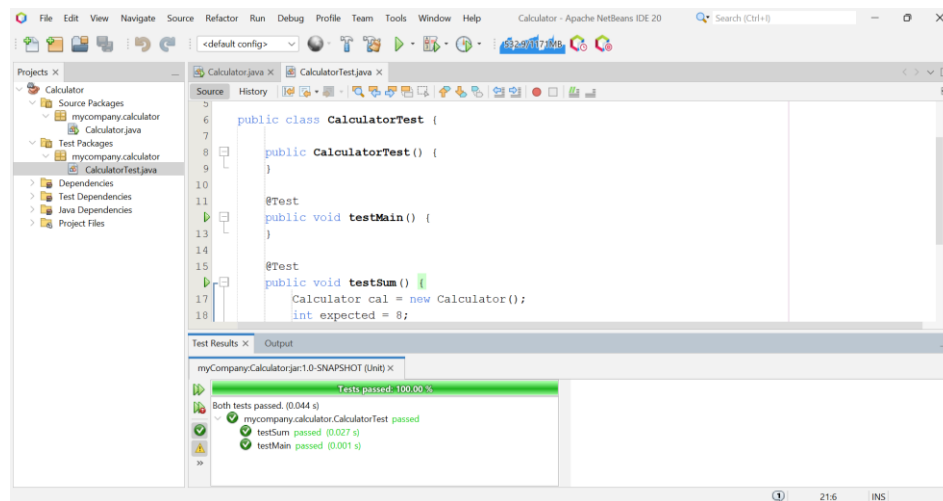 File Edit View Navigate Source Refactor Run Debug Profile Team Tools Window Help Calculator - Apache NetBeans IDE 20 Search (Ctrl+I)
<default config>
Projects
Calculator
Source Packages
mycompany.calculator
Calculator.java
Test Packages
mycompany.calculator
CalculatorTest.java
Dependencies
Test Dependencies
Java Dependencies
Project Files
Calculator.java CalculatorTest.java
Source History
5
6 public class CalculatorTest {
7
8 public CalculatorTest() {
9 }
10
11 @Test
public void testMain() {
13 }
14
15 @Test
public void testSum() {
17 Calculator cal = new Calculator();
18 int expected = 8;
Test Results Output
myCompany:Calculator:jar:1.0-SNAPSHOT (Unit)
Tests passed: 100.00 %
Both tests passed. (0.044 s)
mycompany.calculator.CalculatorTest passed
testSum passed (0.027 s)
testMain passed (0.001 s)
1 21:6 INS